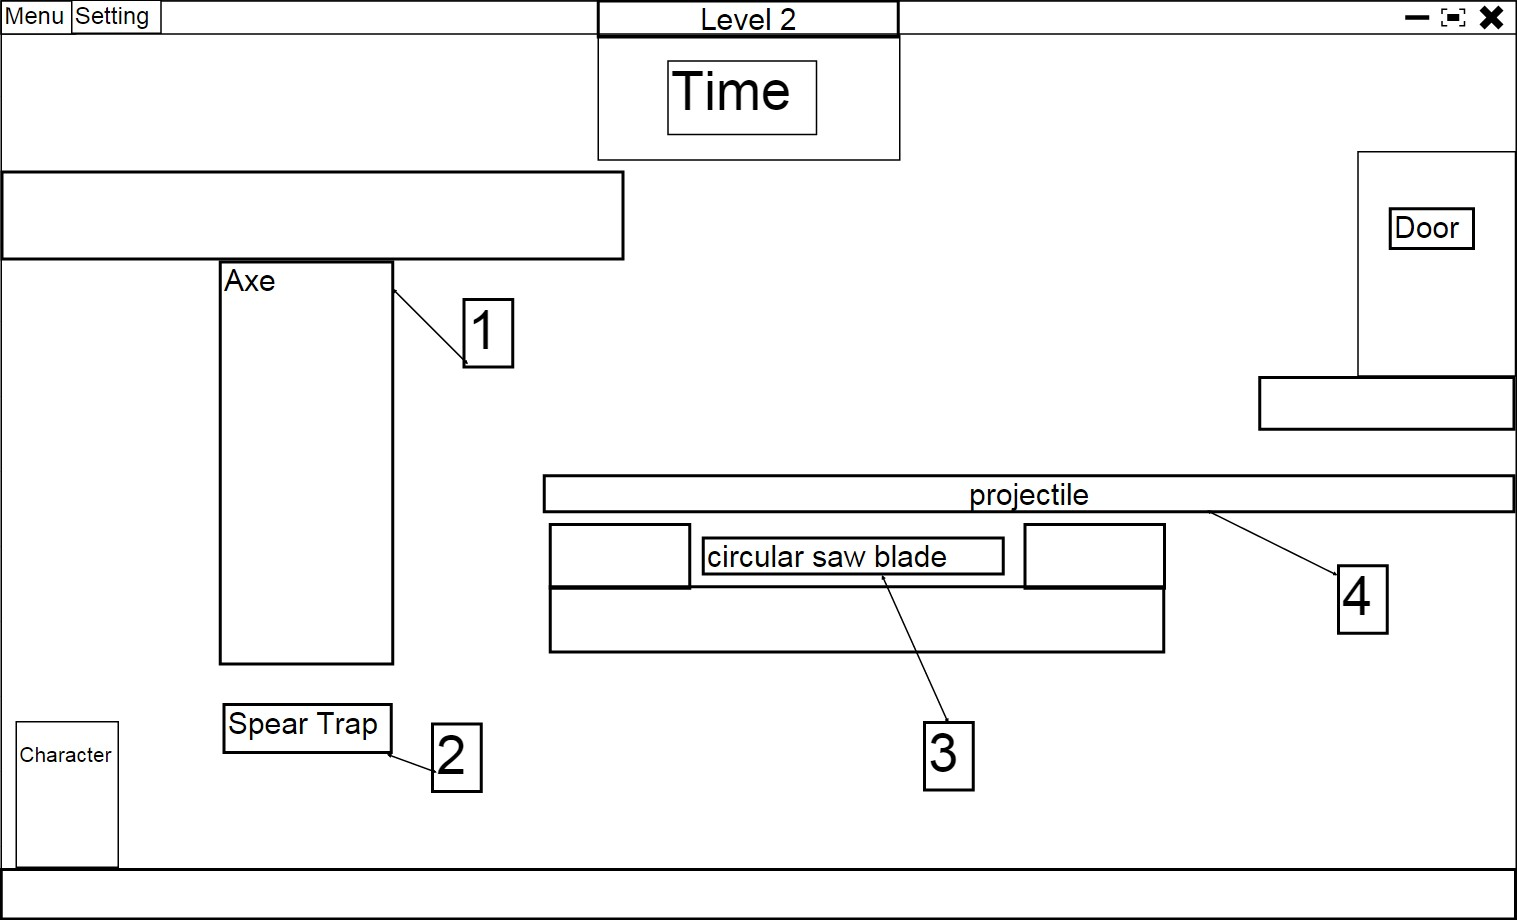 Menu
Setting
Level 2
Time
Door
Axe
1
projectile
circular saw blade
4
Spear Trap
2
3
Character